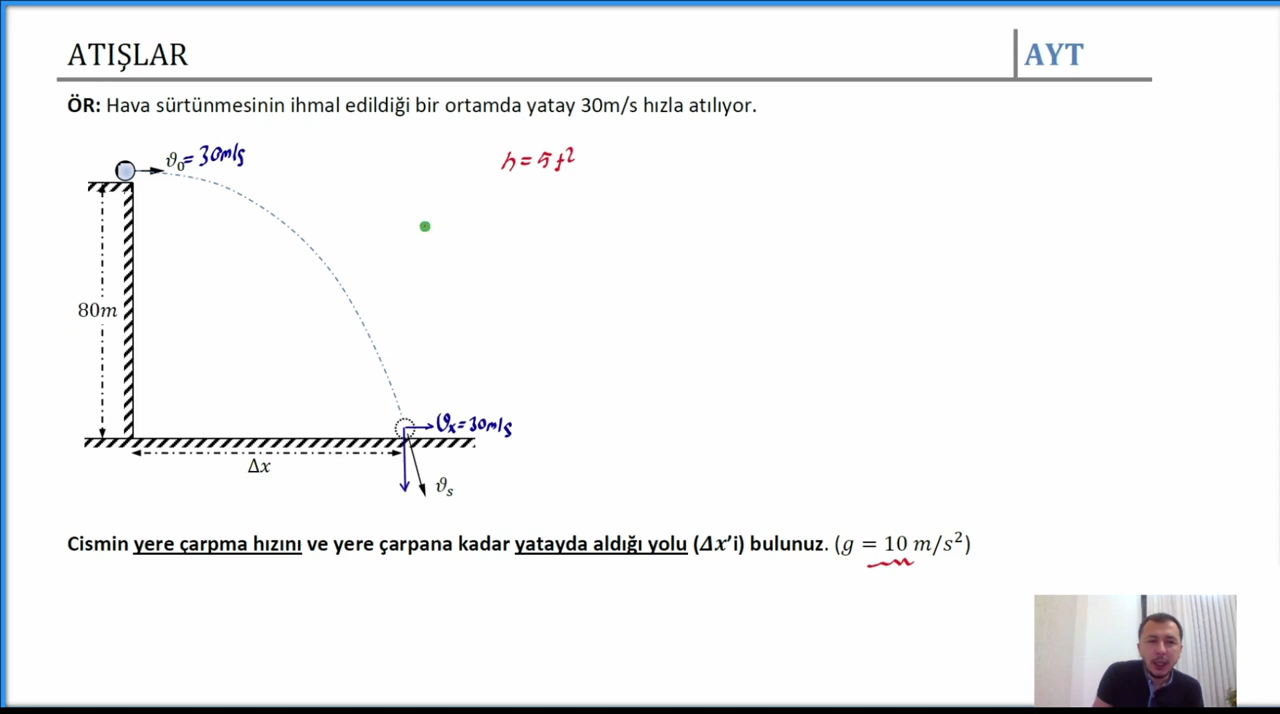 ATIŞLAR
AYT
ÖR: Hava sürtünmesinin ihmal edildiği bir ortamda yatay 30m/s hızla atılıyor.
ϑ₀ = 30m/s
h = 5t²
80m
ϑₓ = 30m/s
Δx
ϑₛ
Cismin yere çarpma hızını ve yere çarpana kadar yatayda aldığı yolu (Δx'i) bulunuz. (g = 10 m/s²)